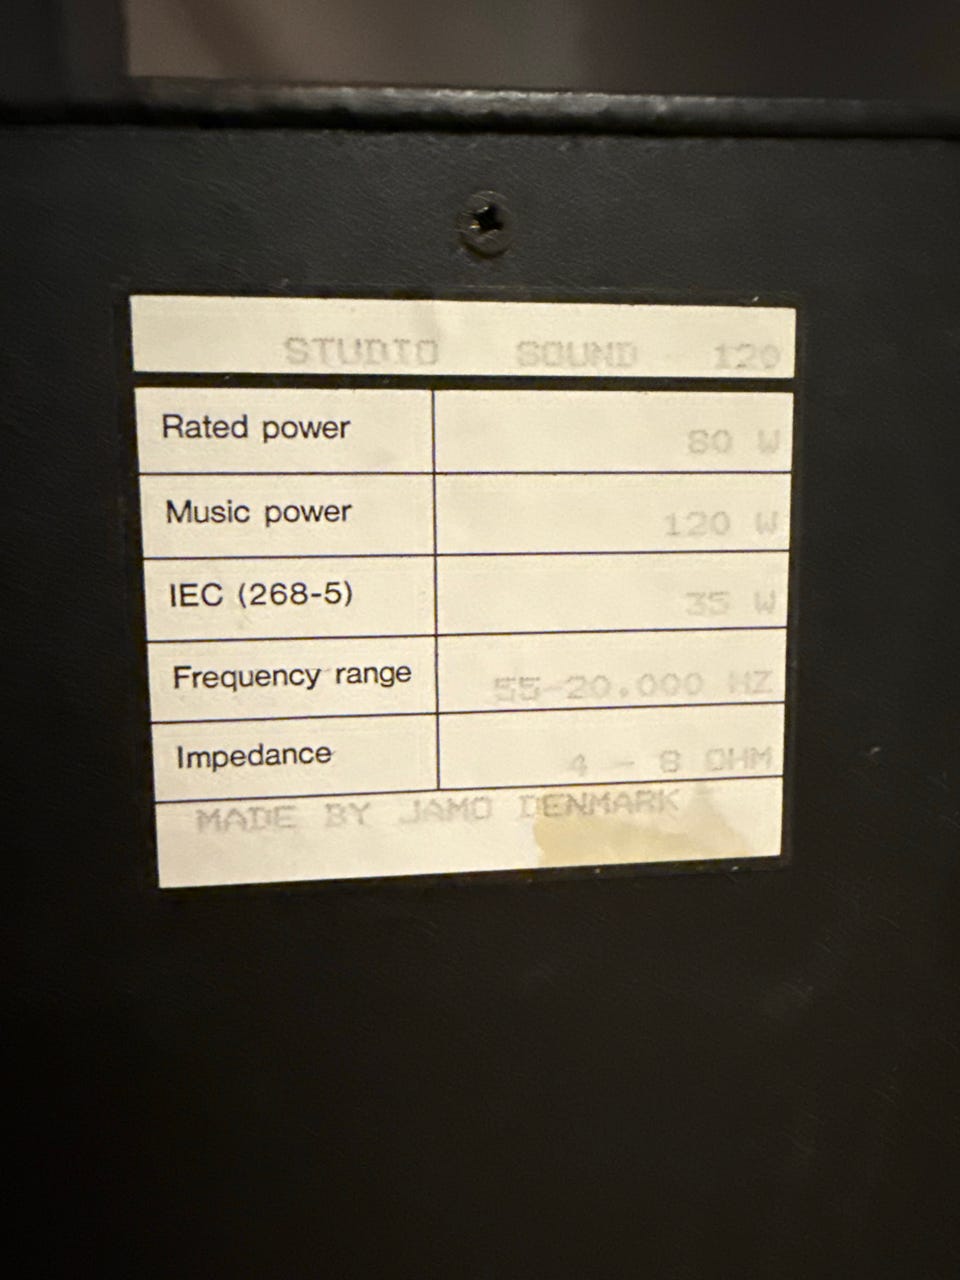 STUDIO SOUND 120
Rated power 80 W
Music power 120 W
IEC (268-5) 35 W
Frequency range 55-20.000 HZ
Impedance 4 - 8 OHM
MADE BY JAMO DENMARK